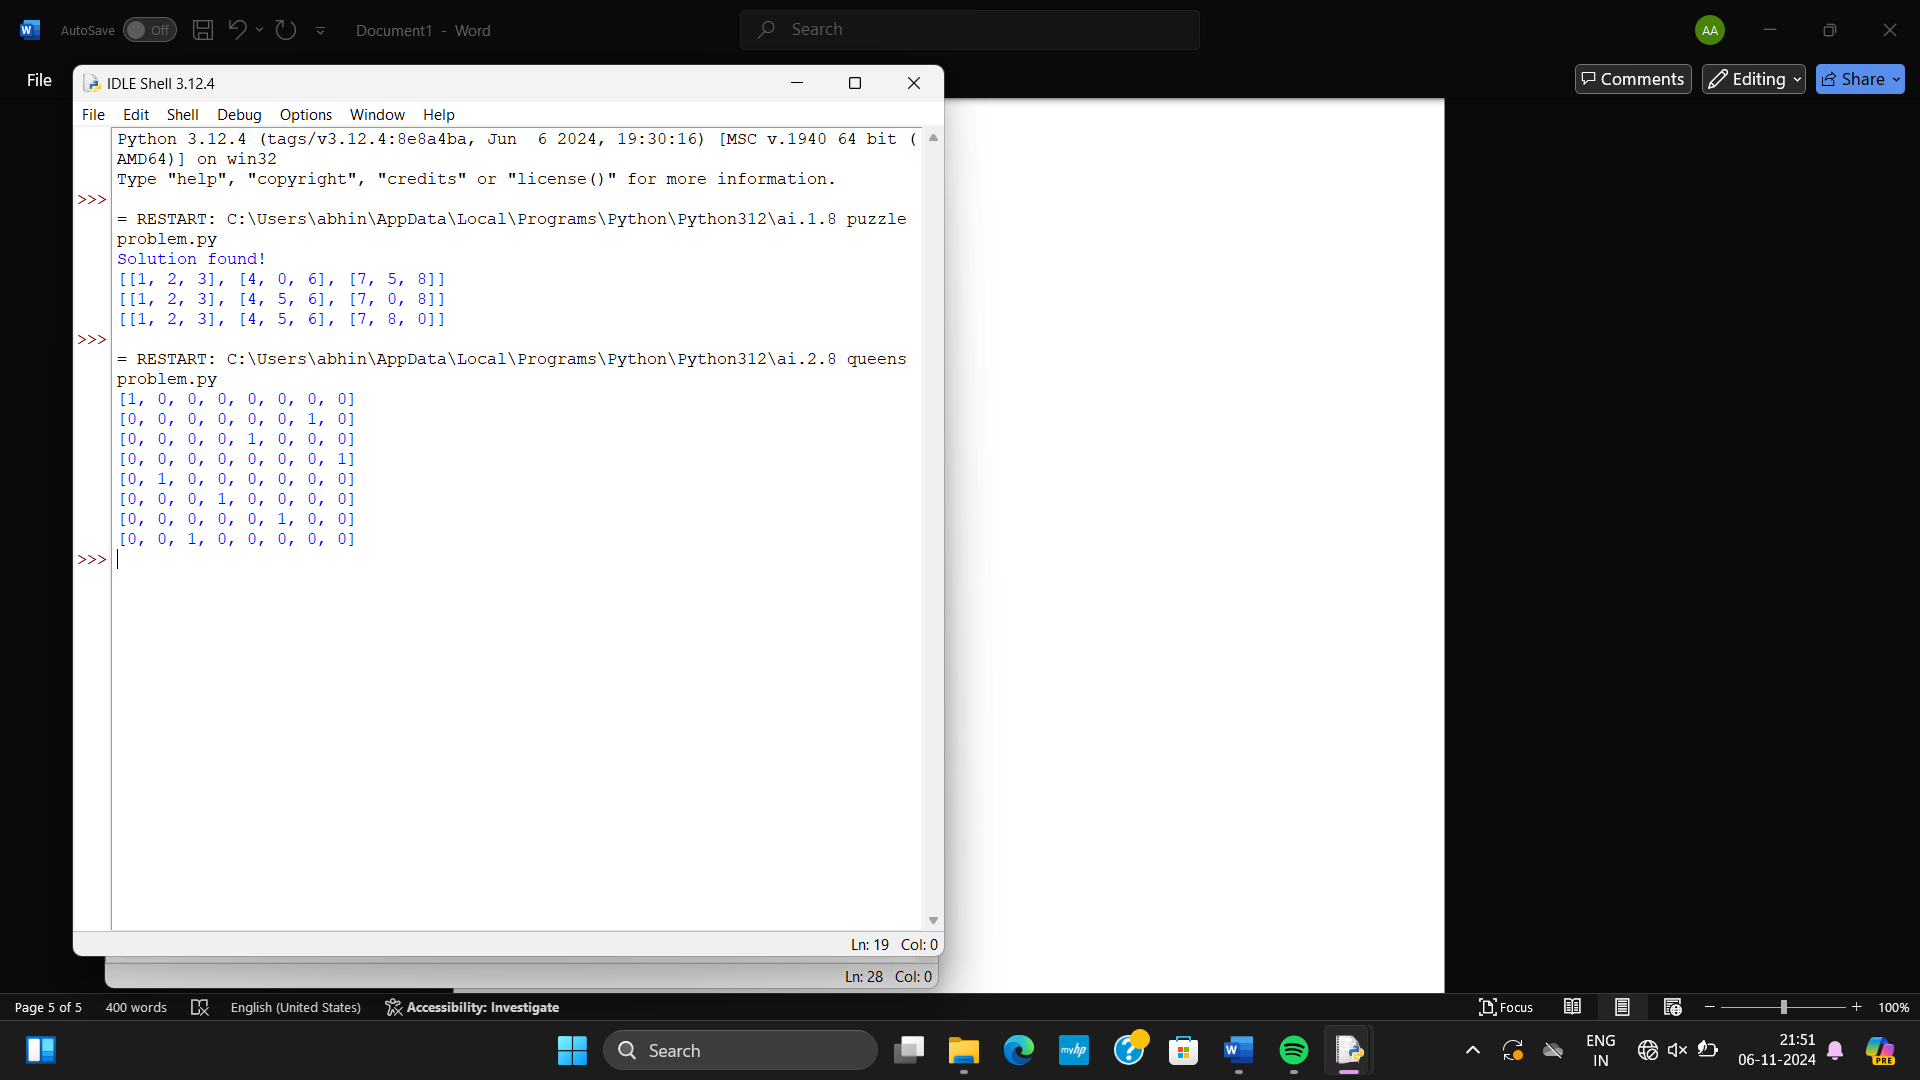 AutoSave Off Document1 - Word Search AA
File Comments Editing Share
IDLE Shell 3.12.4
File Edit Shell Debug Options Window Help
Python 3.12.4 (tags/v3.12.4:8e8a4ba, Jun  6 2024, 19:30:16) [MSC v.1940 64 bit (
AMD64)] on win32
Type "help", "copyright", "credits" or "license()" for more information.
>>>
= RESTART: C:\Users\abhin\AppData\Local\Programs\Python\Python312\ai.1.8 puzzle
problem.py
Solution found!
[[1, 2, 3], [4, 0, 6], [7, 5, 8]]
[[1, 2, 3], [4, 5, 6], [7, 0, 8]]
[[1, 2, 3], [4, 5, 6], [7, 8, 0]]
>>>
= RESTART: C:\Users\abhin\AppData\Local\Programs\Python\Python312\ai.2.8 queens
problem.py
[1, 0, 0, 0, 0, 0, 0, 0]
[0, 0, 0, 0, 0, 0, 1, 0]
[0, 0, 0, 0, 1, 0, 0, 0]
[0, 0, 0, 0, 0, 0, 0, 1]
[0, 1, 0, 0, 0, 0, 0, 0]
[0, 0, 0, 1, 0, 0, 0, 0]
[0, 0, 0, 0, 0, 1, 0, 0]
[0, 0, 1, 0, 0, 0, 0, 0]
>>>
Ln: 19 Col: 0
Ln: 28 Col: 0
Page 5 of 5 400 words English (United States) Accessibility: Investigate Focus 100%
Search myhp ENG 21:51
IN 06-11-2024 PRE